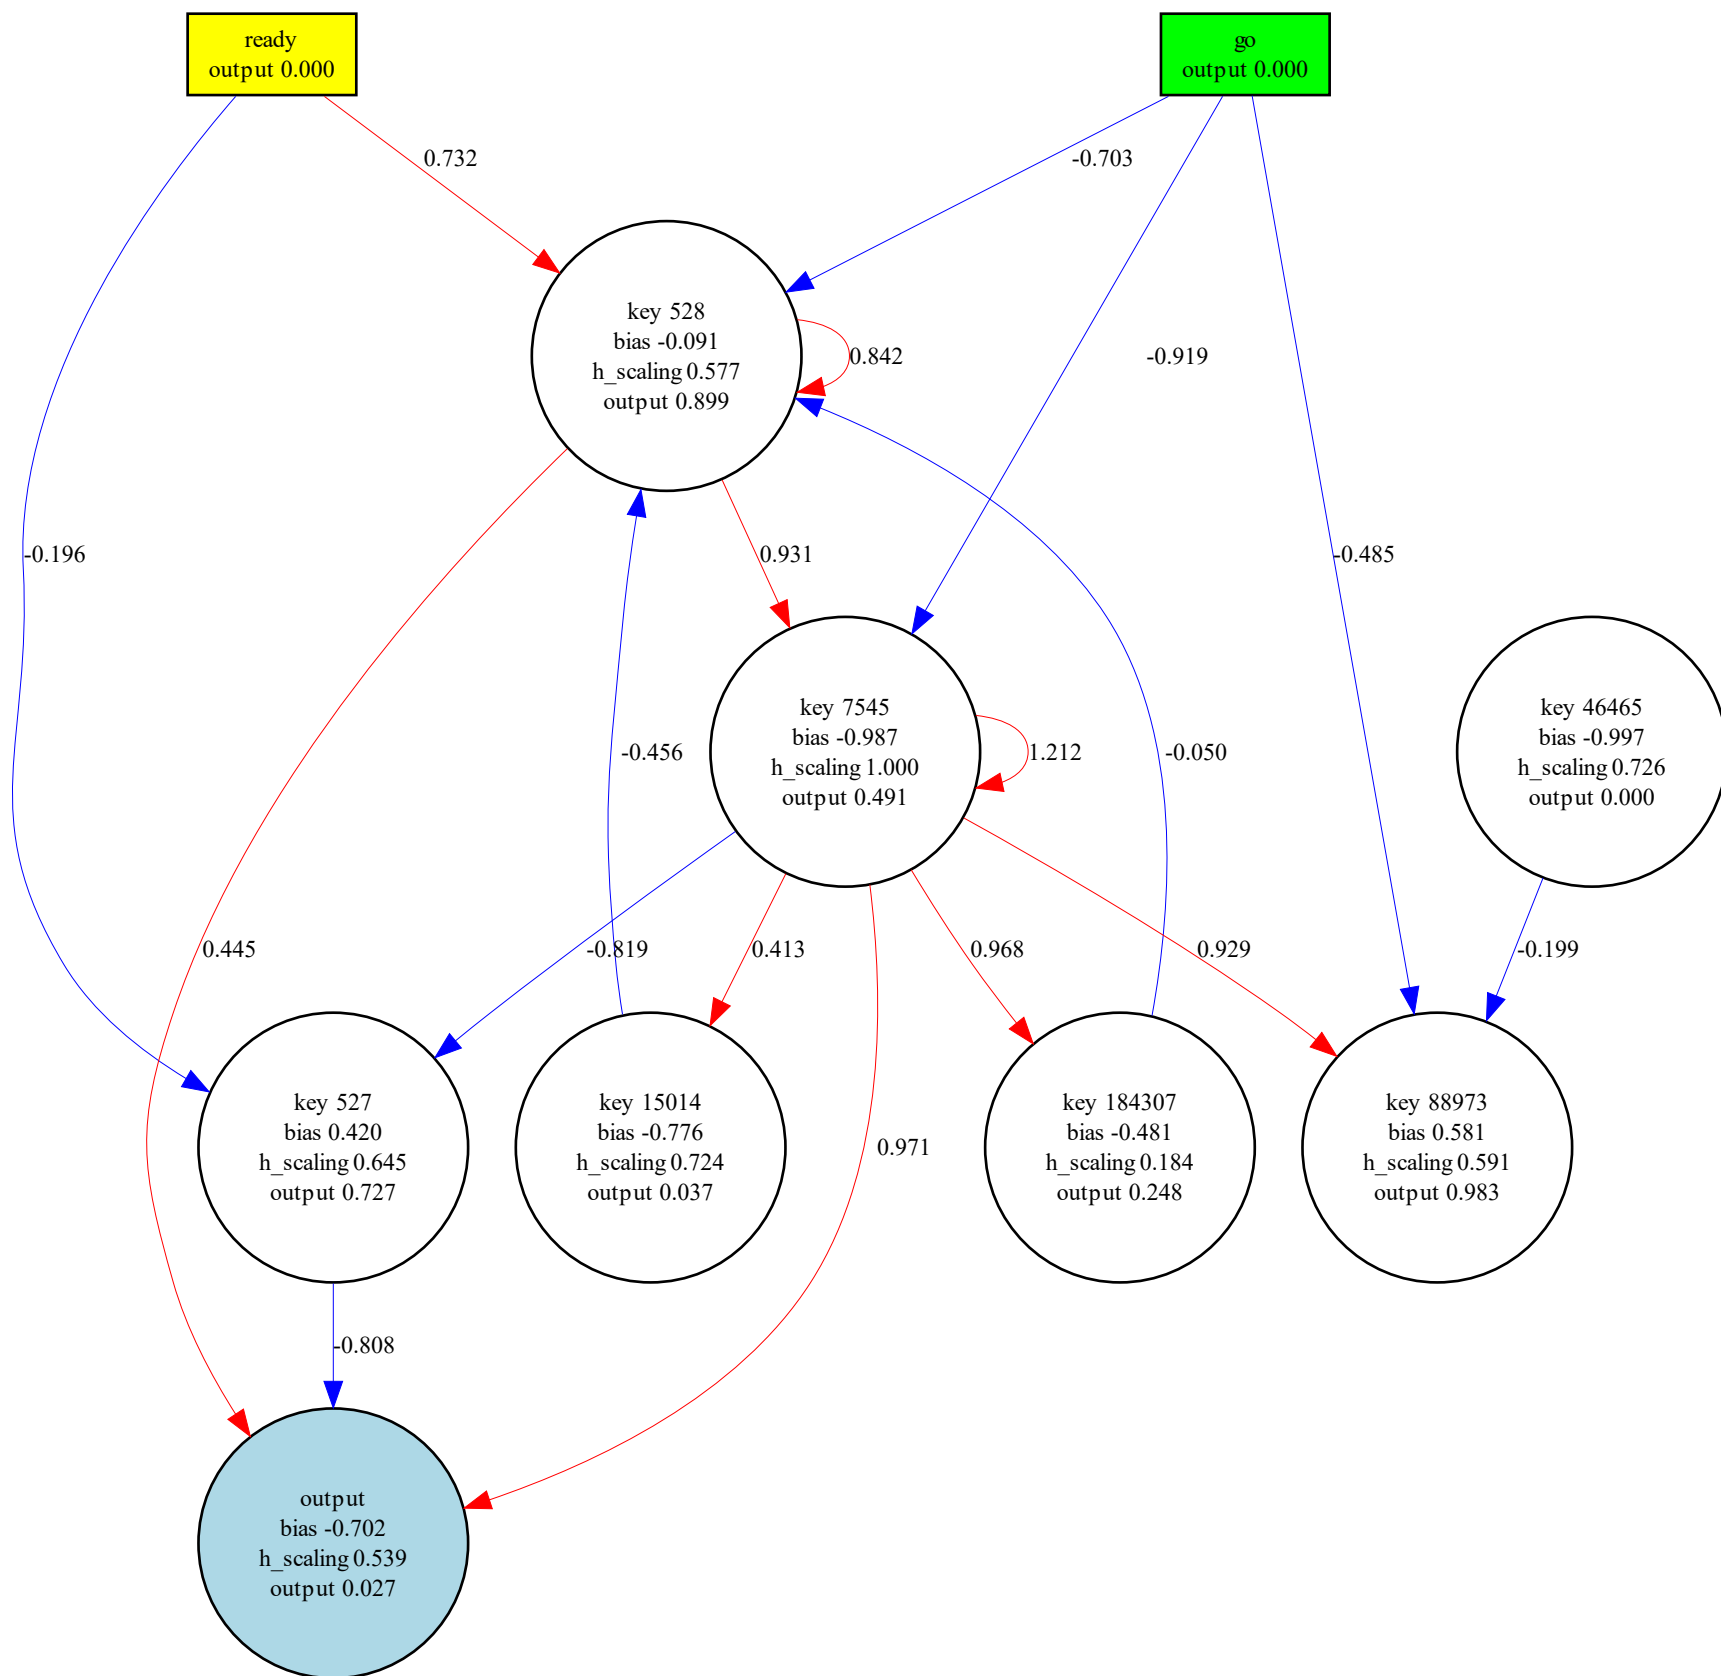 ready
output 0.000
go
output 0.000
0.732
-0.703
key 528
bias -0.091
h_scaling 0.577
output 0.899
0.842
-0.919
-0.196
0.931
-0.485
key 7545
bias -0.987
h_scaling 1.000
output 0.491
1.212
-0.456
-0.050
key 46465
bias -0.997
h_scaling 0.726
output 0.000
0.445
-0.819
0.413
0.968
0.929
-0.199
key 527
bias 0.420
h_scaling 0.645
output 0.727
key 15014
bias -0.776
h_scaling 0.724
output 0.037
0.971
key 184307
bias -0.481
h_scaling 0.184
output 0.248
key 88973
bias 0.581
h_scaling 0.591
output 0.983
-0.808
output
bias -0.702
h_scaling 0.539
output 0.027